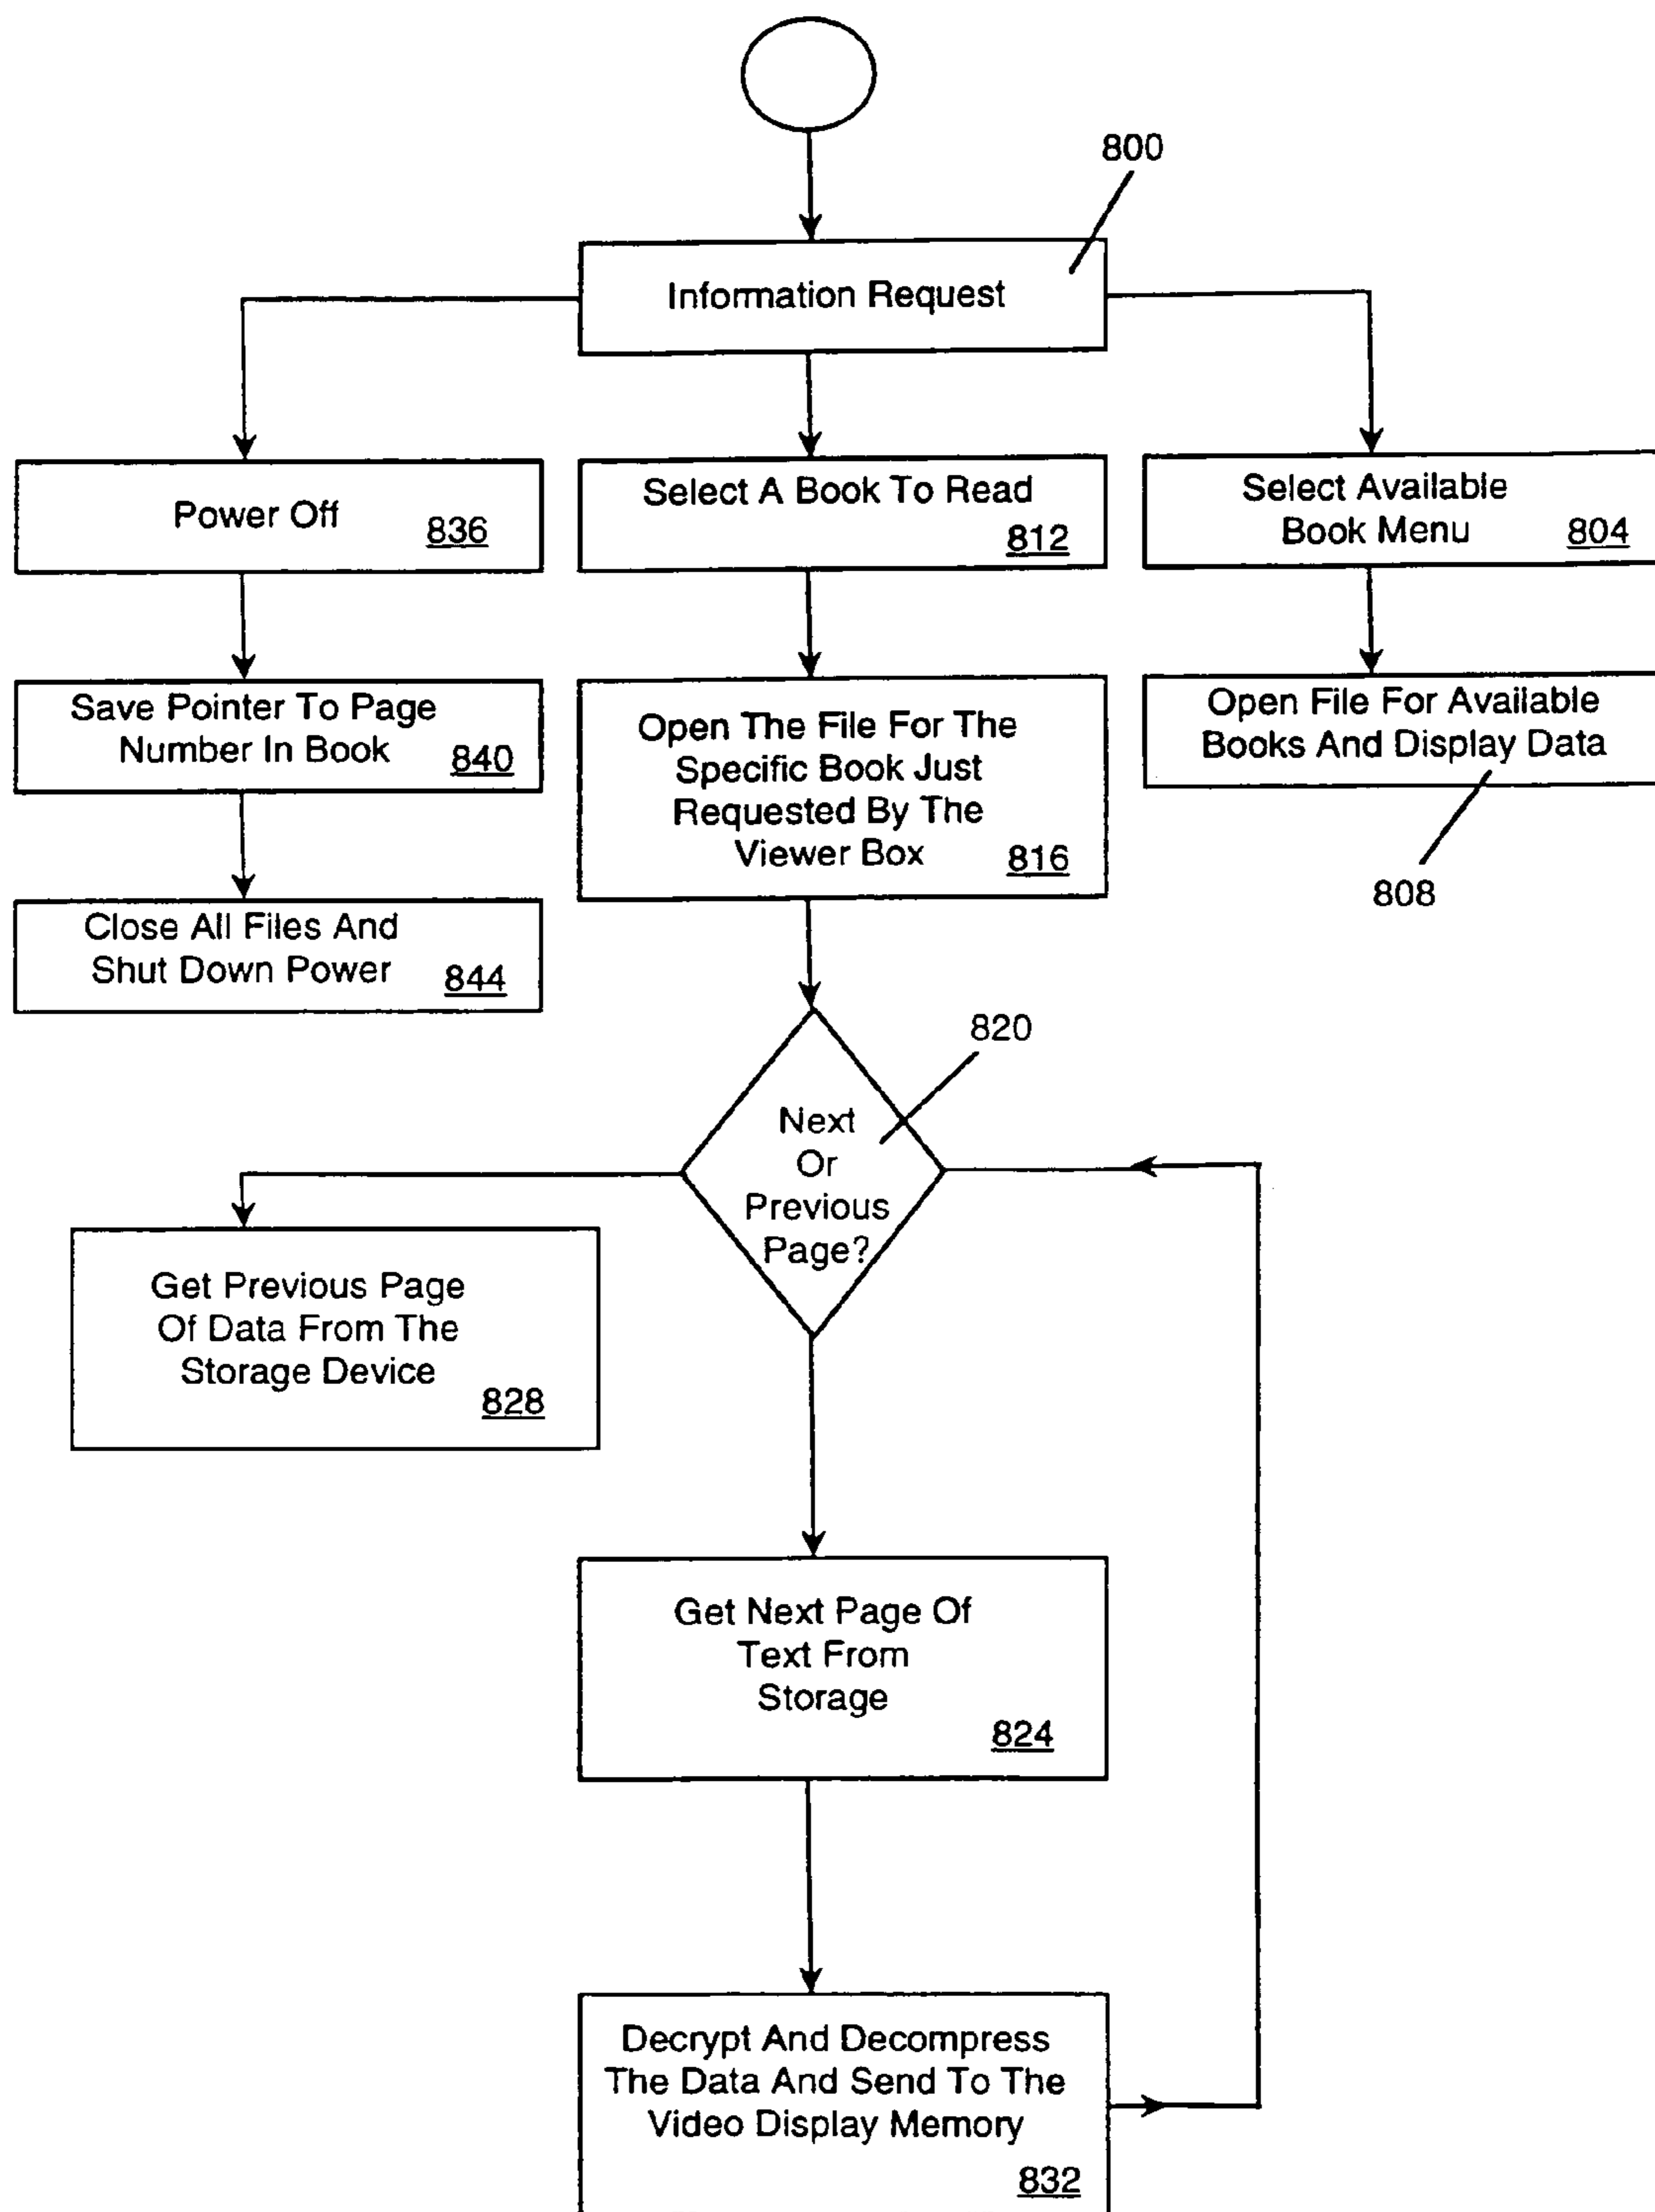 800
Information Request
Power Off
836
Select A Book To Read
812
Select Available
Book Menu
804
Save Pointer To Page
Number In Book
840
Open The File For The
Specific Book Just
Requested By The
Viewer Box
816
Open File For Available
Books And Display Data
808
Close All Files And
Shut Down Power
844
820
Next
Or
Previous
Page?
Get Previous Page
Of Data From The
Storage Device
828
Get Next Page Of
Text From
Storage
824
Decrypt And Decompress
The Data And Send To The
Video Display Memory
832